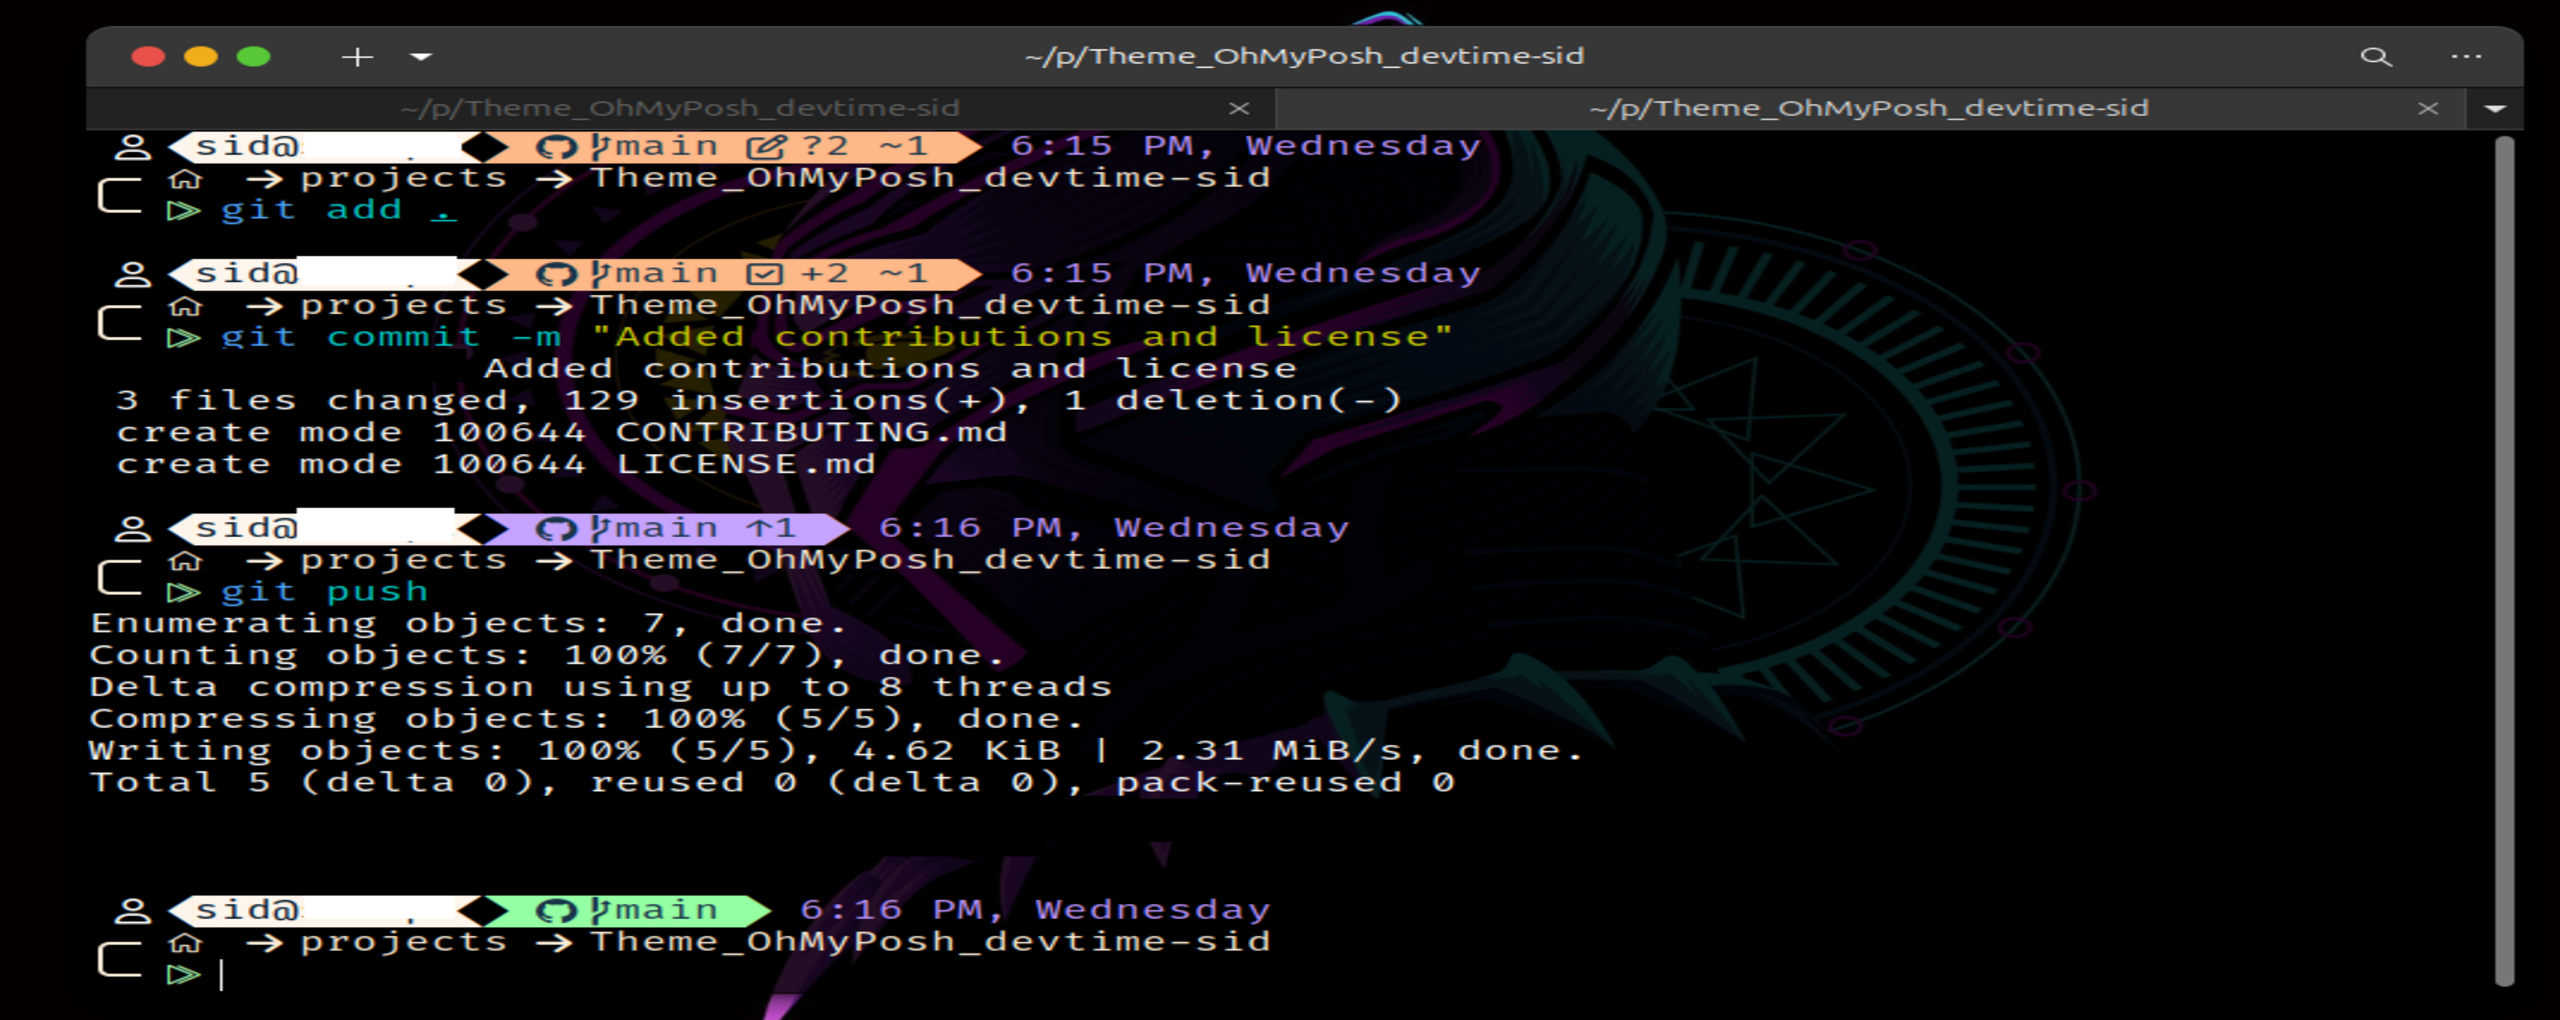 ~/p/Theme_OhMyPosh_devtime-sid
~/p/Theme_OhMyPosh_devtime-sid ~/p/Theme_OhMyPosh_devtime-sid
sid@ main ?2 ~1 6:15 PM, Wednesday
→ projects → Theme_OhMyPosh_devtime-sid
git add .
sid@ main +2 ~1 6:15 PM, Wednesday
→ projects → Theme_OhMyPosh_devtime-sid
git commit -m "Added contributions and license"
Added contributions and license
3 files changed, 129 insertions(+), 1 deletion(-)
create mode 100644 CONTRIBUTING.md
create mode 100644 LICENSE.md
sid@ main ↑1 6:16 PM, Wednesday
→ projects → Theme_OhMyPosh_devtime-sid
git push
Enumerating objects: 7, done.
Counting objects: 100% (7/7), done.
Delta compression using up to 8 threads
Compressing objects: 100% (5/5), done.
Writing objects: 100% (5/5), 4.62 KiB | 2.31 MiB/s, done.
Total 5 (delta 0), reused 0 (delta 0), pack-reused 0
sid@ main 6:16 PM, Wednesday
→ projects → Theme_OhMyPosh_devtime-sid